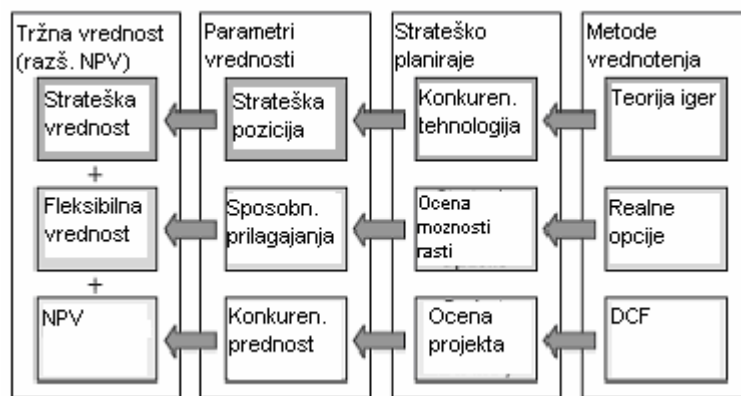 Tržna vrednost
(razš. NPV)
Strateška
vrednost
+
Fleksibilna
vrednost
+
NPV
Parametri
vrednosti
Strateška
pozicija
Sposobn.
prilagajanja
Konkuren.
prednost
Strateško
planiraje
Konkuren.
tehnologija
Ocena
moznosti
rasti
Ocena
projekta
Metode
vrednotenja
Teorija iger
Realne
opcije
DCF